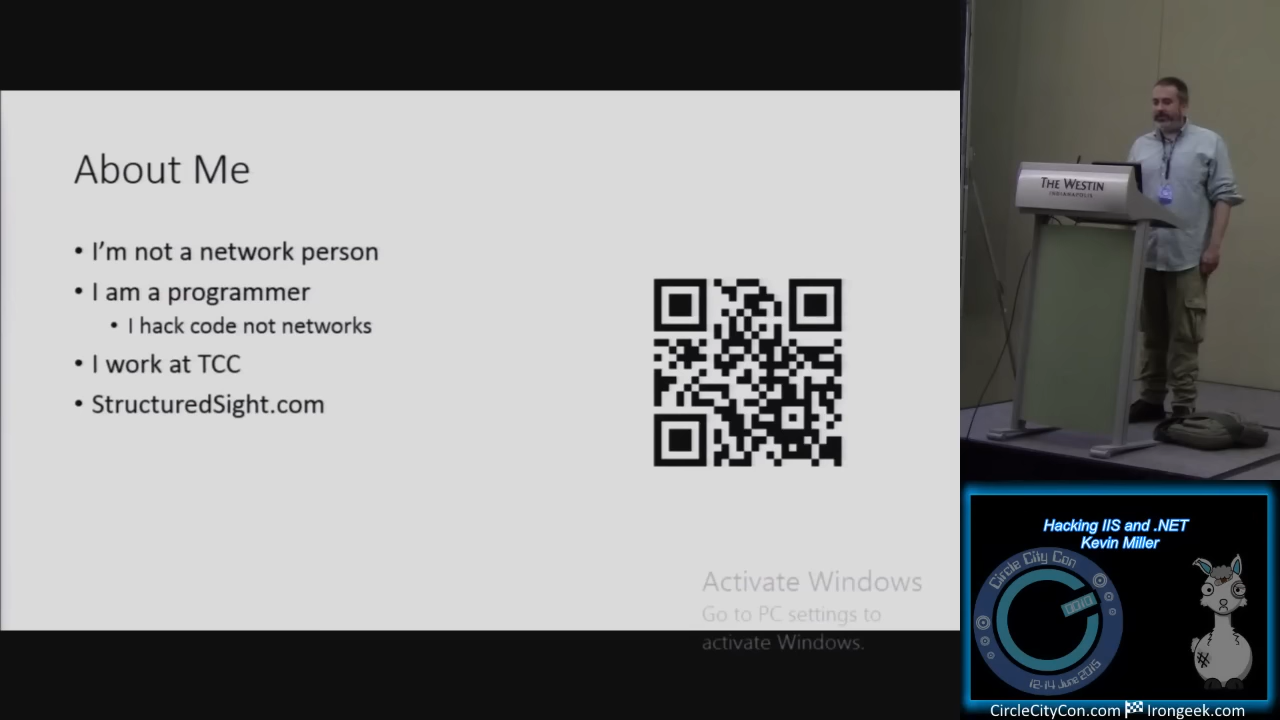 About Me
• I'm not a network person
• I am a programmer
• I hack code not networks
• I work at TCC
• StructuredSight.com
Activate Windows
Go to PC settings to
activate Windows.
THE WESTIN
INDIANAPOLIS
Hacking IIS and .NET
Kevin Miller
Circle City Con
12-14 June 2015
CircleCityCon.com Irongeek.com